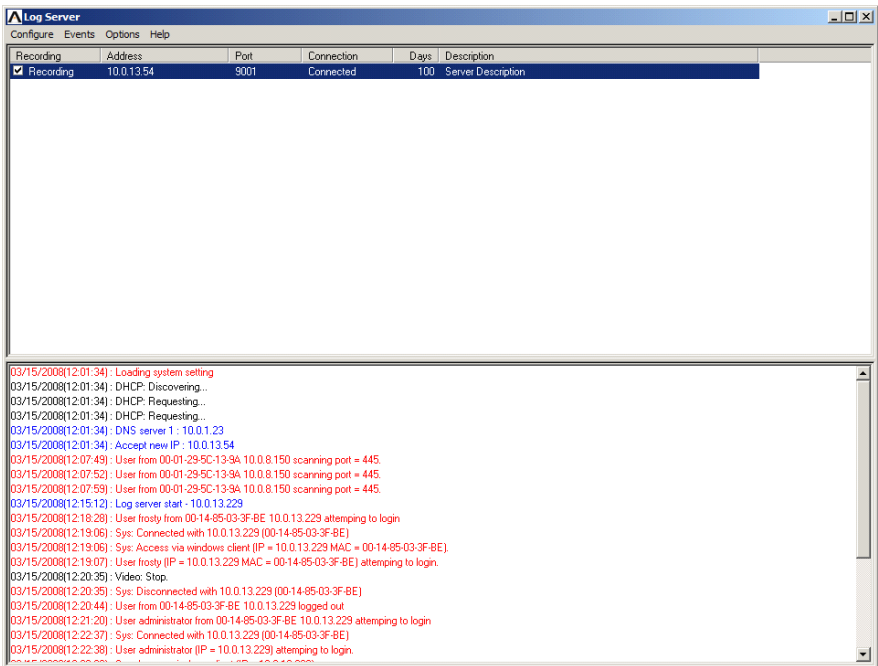 Log Server
Configure Events Options Help
Recording Address Port Connection Days Description
Recording 10.0.13.54 9001 Connected 100 Server Description
03/15/2008(12:01:34) : Loading system setting
03/15/2008(12:01:34) : DHCP: Discovering...
03/15/2008(12:01:34) : DHCP: Requesting...
03/15/2008(12:01:34) : DHCP: Requesting...
03/15/2008(12:01:34) : DNS server 1 : 10.0.1.23
03/15/2008(12:01:34) : Accept new IP : 10.0.13.54
03/15/2008(12:07:49) : User from 00-01-29-5C-13-9A 10.0.8.150 scanning port = 445.
03/15/2008(12:07:52) : User from 00-01-29-5C-13-9A 10.0.8.150 scanning port = 445.
03/15/2008(12:07:59) : User from 00-01-29-5C-13-9A 10.0.8.150 scanning port = 445.
03/15/2008(12:15:12) : Log server start - 10.0.13.229
03/15/2008(12:18:28) : User frosty from 00-14-85-03-3F-BE 10.0.13.229 attemping to login
03/15/2008(12:19:06) : Sys: Connected with 10.0.13.229 (00-14-85-03-3F-BE)
03/15/2008(12:19:06) : Sys: Access via windows client (IP = 10.0.13.229 MAC = 00-14-85-03-3F-BE).
03/15/2008(12:19:07) : User frosty (IP = 10.0.13.229 MAC = 00-14-85-03-3F-BE) attemping to login.
03/15/2008(12:20:35) : Video: Stop.
03/15/2008(12:20:35) : Sys: Disconnected with 10.0.13.229 (00-14-85-03-3F-BE)
03/15/2008(12:20:44) : User from 00-14-85-03-3F-BE 10.0.13.229 logged out
03/15/2008(12:21:20) : User administrator from 00-14-85-03-3F-BE 10.0.13.229 attemping to login
03/15/2008(12:22:37) : Sys: Connected with 10.0.13.229 (00-14-85-03-3F-BE)
03/15/2008(12:22:38) : User administrator (IP = 10.0.13.229) attemping to login.